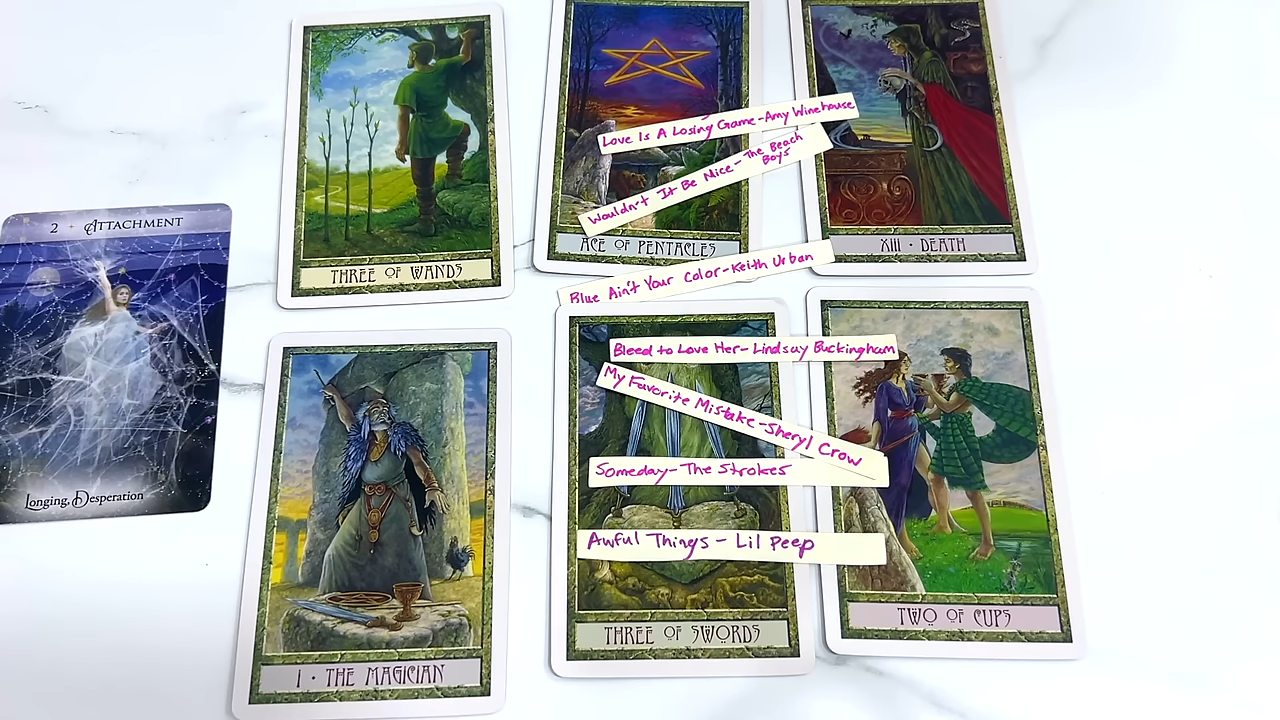 2 + ATTACHMENT
Longing, Desperation
THREE OF WANDS
ACE OF PENTACLES
XIII • DEATH
Love Is A Losing Game-Amy Winehouse
Wouldn't It Be Nice-The Beach
Boys
Blue Ain't Your Color-Keith Urban
Bleed to Love Her-Lindsay Buckingham
My Favorite Mistake-Sheryl Crow
Someday-The Strokes
Awful Things - Lil Peep
I • THE MAGICIAN
THREE OF SWORDS
TWO OF CUPS